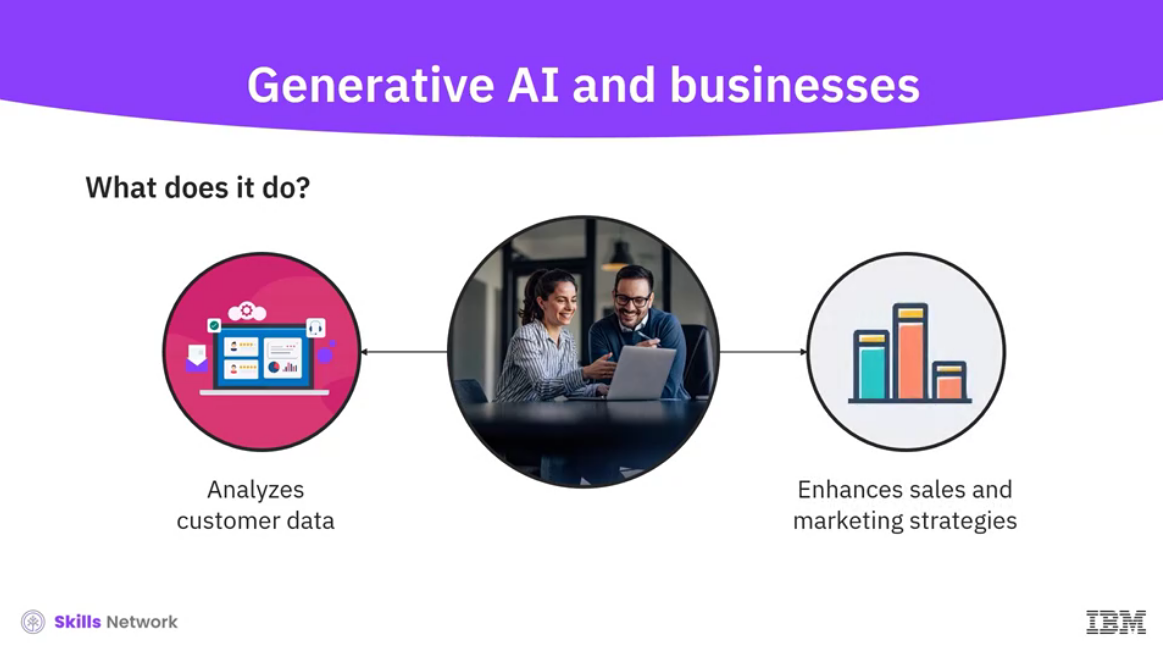 Generative AI and businesses
What does it do?
Analyzes
customer data
Enhances sales and
marketing strategies
Skills Network
IBM